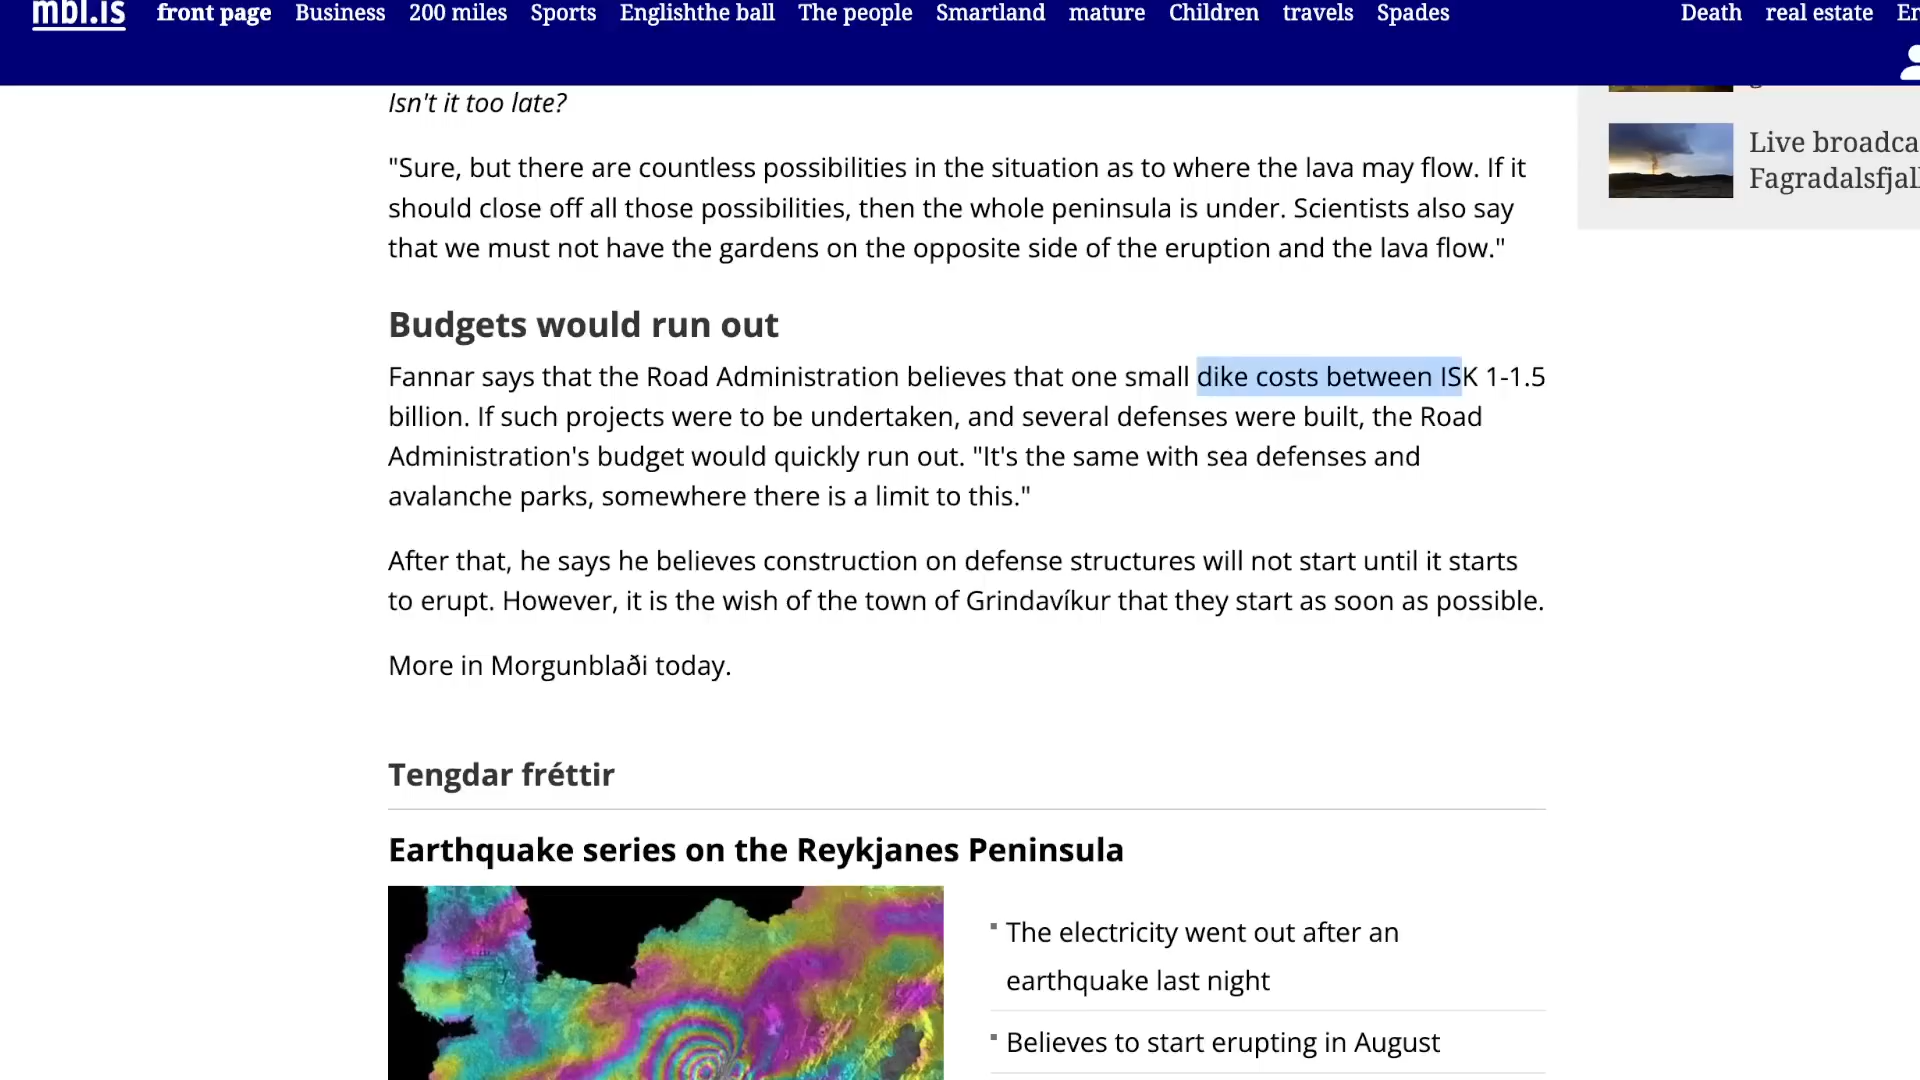 mbl.is front page Business 200 miles Sports Englishthe ball The people Smartland mature Children travels Spades Death real estate
Isn't it too late?
"Sure, but there are countless possibilities in the situation as to where the lava may flow. If it
should close off all those possibilities, then the whole peninsula is under. Scientists also say
that we must not have the gardens on the opposite side of the eruption and the lava flow."
Live broadca
Fagradalsfjall
Budgets would run out
Fannar says that the Road Administration believes that one small dike costs between ISK 1-1.5
billion. If such projects were to be undertaken, and several defenses were built, the Road
Administration's budget would quickly run out. "It's the same with sea defenses and
avalanche parks, somewhere there is a limit to this."
After that, he says he believes construction on defense structures will not start until it starts
to erupt. However, it is the wish of the town of Grindavíkur that they start as soon as possible.
More in Morgunblaði today.
Tengdar fréttir
Earthquake series on the Reykjanes Peninsula
The electricity went out after an
earthquake last night
Believes to start erupting in August